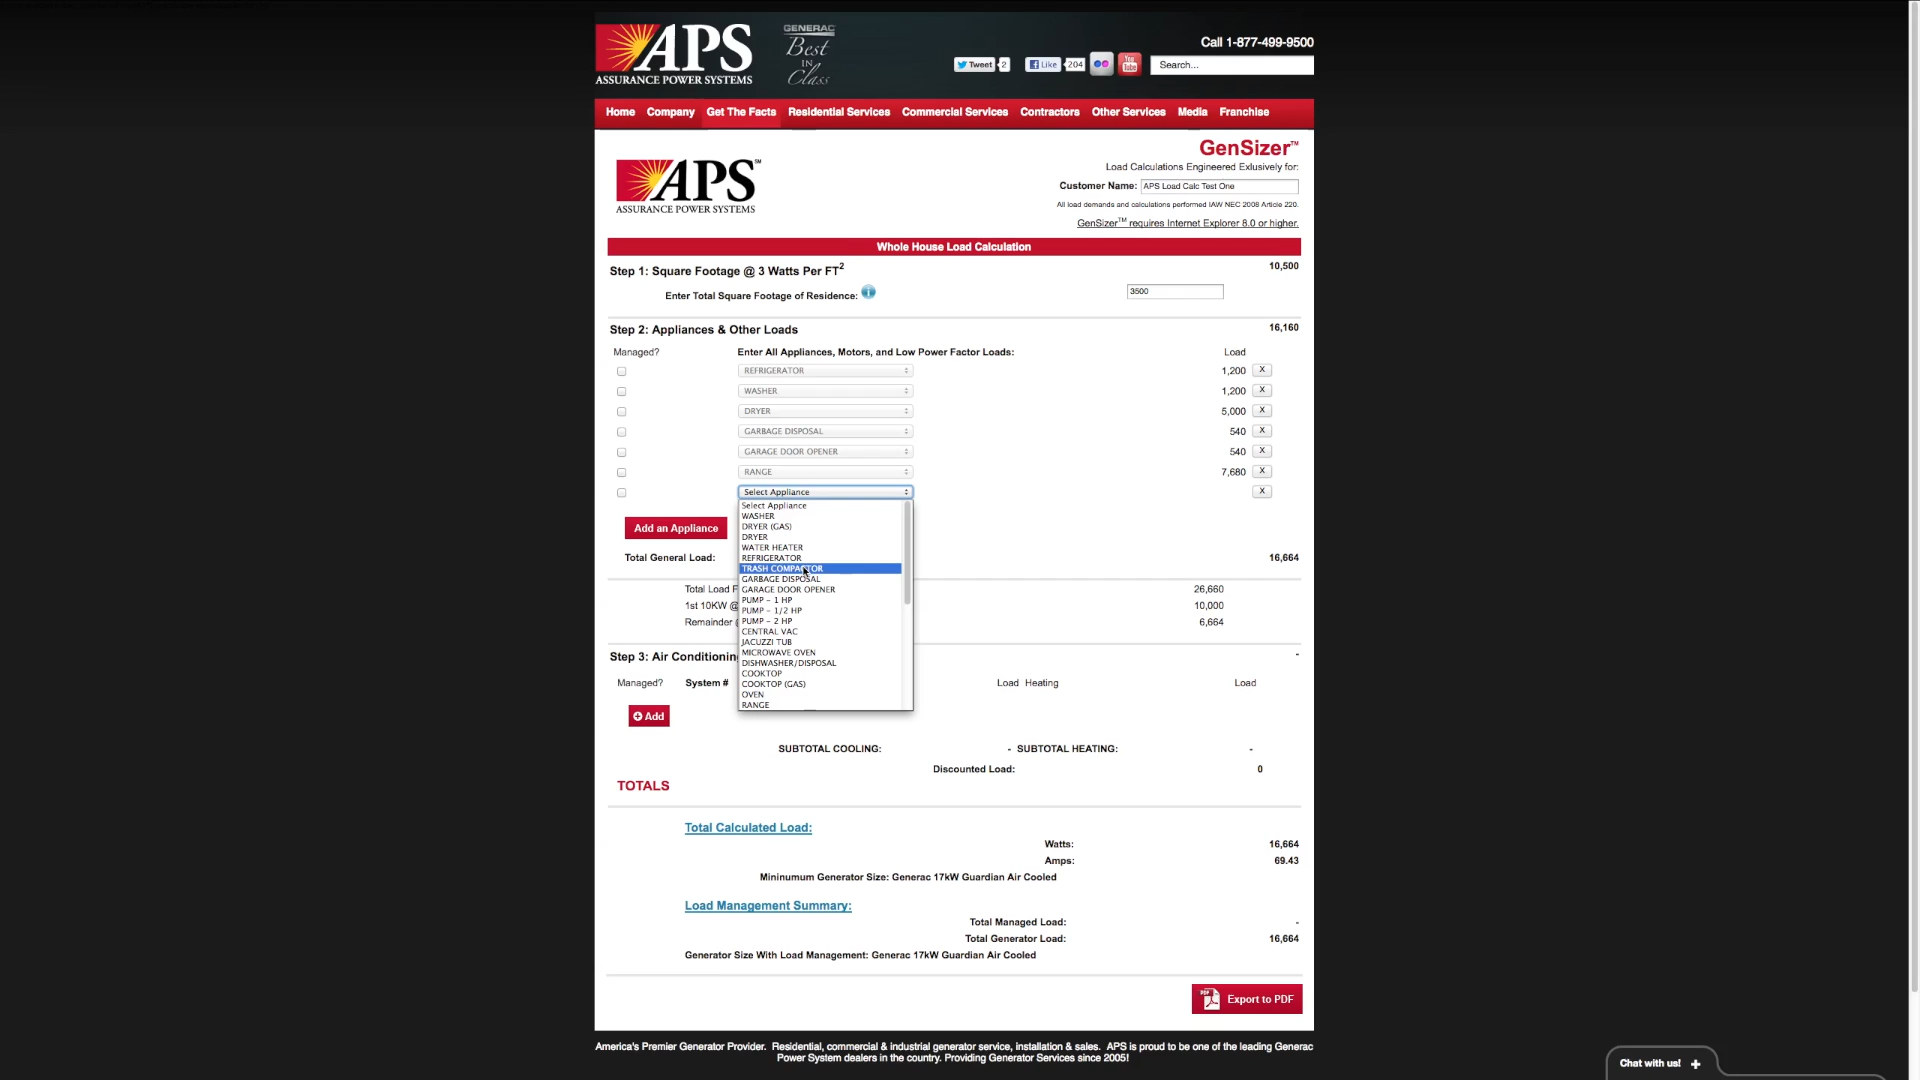 APS
ASSURANCE POWER SYSTEMS
GENERAC
Best
IN
Class
Call 1-877-499-9500
Tweet 2
Like 204
You
Tube
Search...
Home Company Get The Facts Residential Services Commercial Services Contractors Other Services Media Franchise
APS™
ASSURANCE POWER SYSTEMS
GenSizer™
Load Calculations Engineered Exlusively for:
Customer Name: APS Load Calc Test One
All load demands and calculations performed IAW NEC 2008 Article 220.
GenSizer™ requires Internet Explorer 8.0 or higher.
Whole House Load Calculation
Step 1: Square Footage @ 3 Watts Per FT2 10,500
Enter Total Square Footage of Residence: 3500
Step 2: Appliances & Other Loads 16,160
Managed? Enter All Appliances, Motors, and Low Power Factor Loads: Load
REFRIGERATOR 1,200 X
WASHER 1,200 X
DRYER 5,000 X
GARBAGE DISPOSAL 540 X
GARAGE DOOR OPENER 540 X
RANGE 7,680 X
Select Appliance X
Select Appliance
WASHER
DRYER (GAS)
DRYER
WATER HEATER
REFRIGERATOR
TRASH COMPACTOR
GARBAGE DISPOSAL
GARAGE DOOR OPENER
PUMP - 1 HP
PUMP - 1/2 HP
PUMP - 2 HP
CENTRAL VAC
JACUZZI TUB
MICROWAVE OVEN
DISHWASHER/DISPOSAL
COOKTOP
COOKTOP (GAS)
OVEN
RANGE
Add an Appliance
Total General Load: 16,664
Total Load F 26,660
1st 10KW @ 10,000
Remainder 6,664
Step 3: Air Conditioning -
Managed? System # Load Heating Load
Add
SUBTOTAL COOLING: - SUBTOTAL HEATING: -
Discounted Load: 0
TOTALS
Total Calculated Load:
Watts: 16,664
Amps: 69.43
Mininumum Generator Size: Generac 17kW Guardian Air Cooled
Load Management Summary:
Total Managed Load: -
Total Generator Load: 16,664
Generator Size With Load Management: Generac 17kW Guardian Air Cooled
PDF Export to PDF
America's Premier Generator Provider. Residential, commercial & industrial generator service, installation & sales. APS is proud to be one of the leading Generac
Power System dealers in the country. Providing Generator Services since 2005!
Chat with us! +